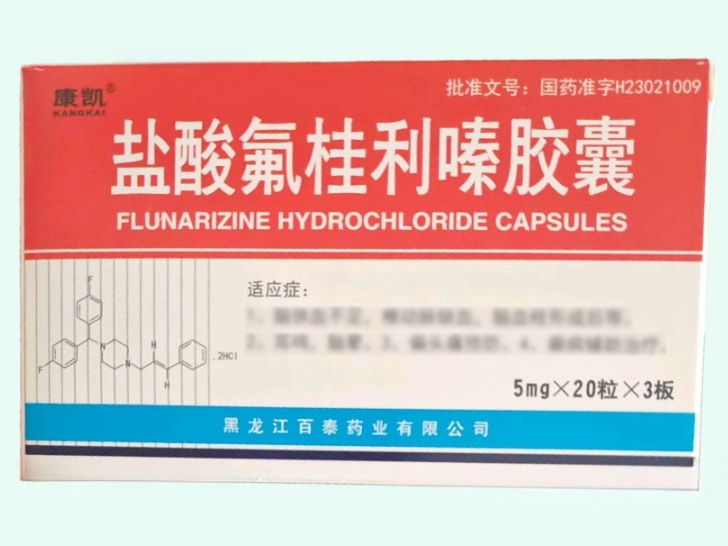 康凯®
KANGKAI
批准文号：国药准字H23021009
盐酸氟桂利嗪胶囊
FLUNARIZINE HYDROCHLORIDE CAPSULES
适应症：
F
F
N
N
H
H
.2HCl
5mg×20粒×3板
黑龙江百泰药业有限公司